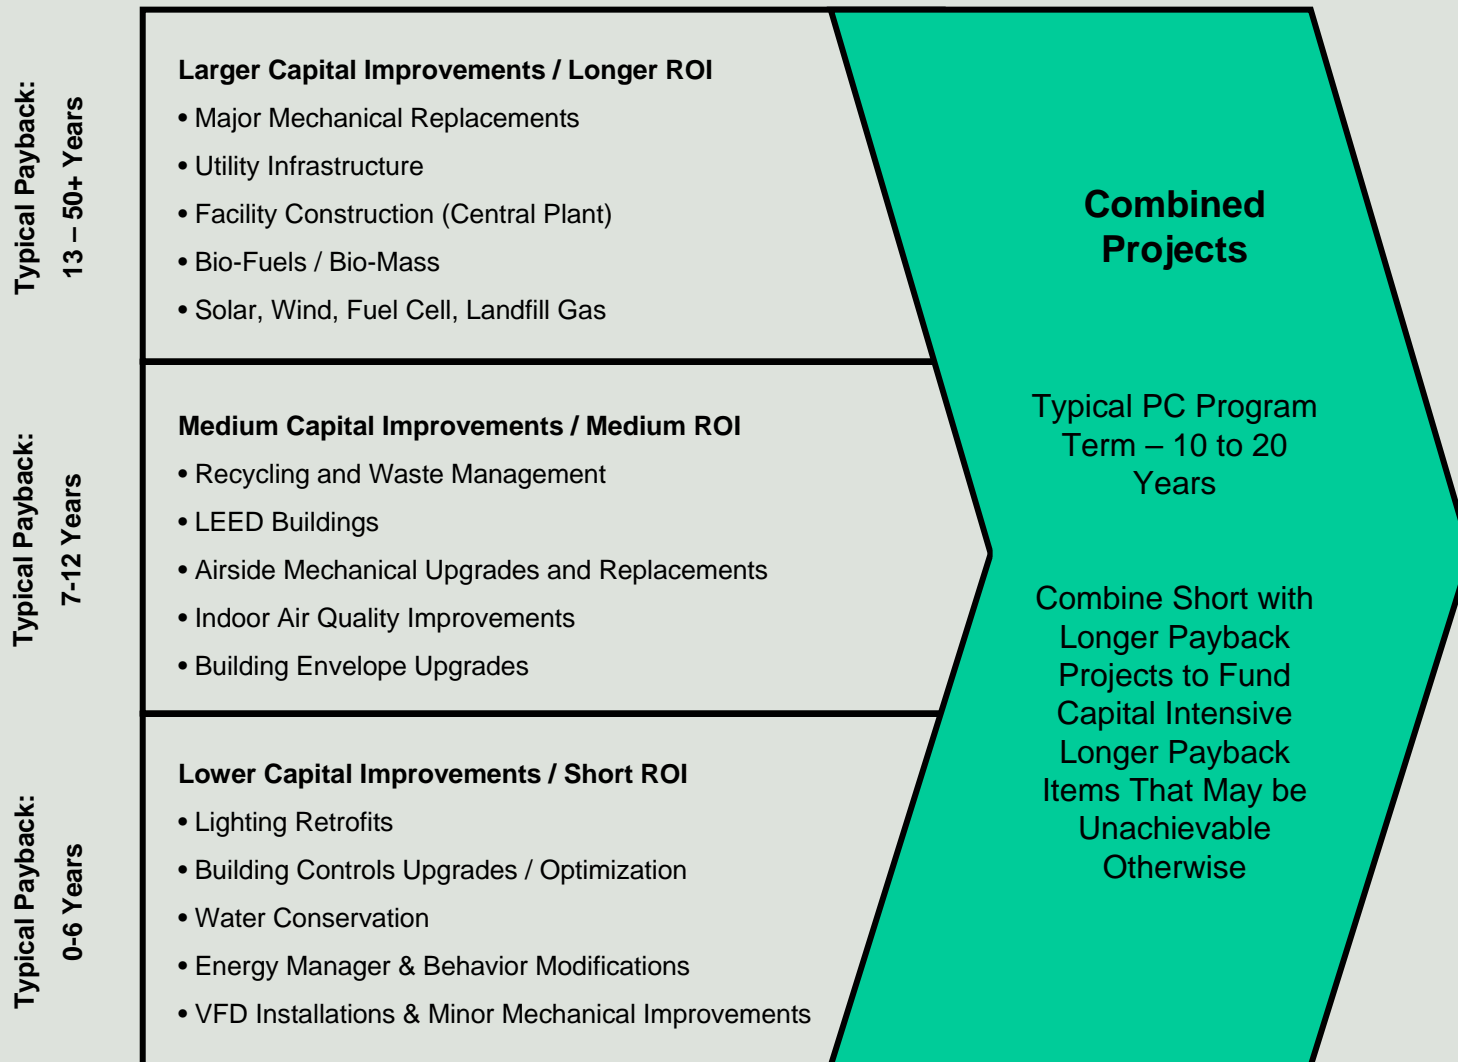 Typical Payback:
13 – 50+ Years
Larger Capital Improvements / Longer ROI
• Major Mechanical Replacements
• Utility Infrastructure
• Facility Construction (Central Plant)
• Bio-Fuels / Bio-Mass
• Solar, Wind, Fuel Cell, Landfill Gas
Typical Payback:
7-12 Years
Medium Capital Improvements / Medium ROI
• Recycling and Waste Management
• LEED Buildings
• Airside Mechanical Upgrades and Replacements
• Indoor Air Quality Improvements
• Building Envelope Upgrades
Typical Payback:
0-6 Years
Lower Capital Improvements / Short ROI
• Lighting Retrofits
• Building Controls Upgrades / Optimization
• Water Conservation
• Energy Manager & Behavior Modifications
• VFD Installations & Minor Mechanical Improvements
Combined
Projects
Typical PC Program
Term – 10 to 20
Years
Combine Short with
Longer Payback
Projects to Fund
Capital Intensive
Longer Payback
Items That May be
Unachievable
Otherwise